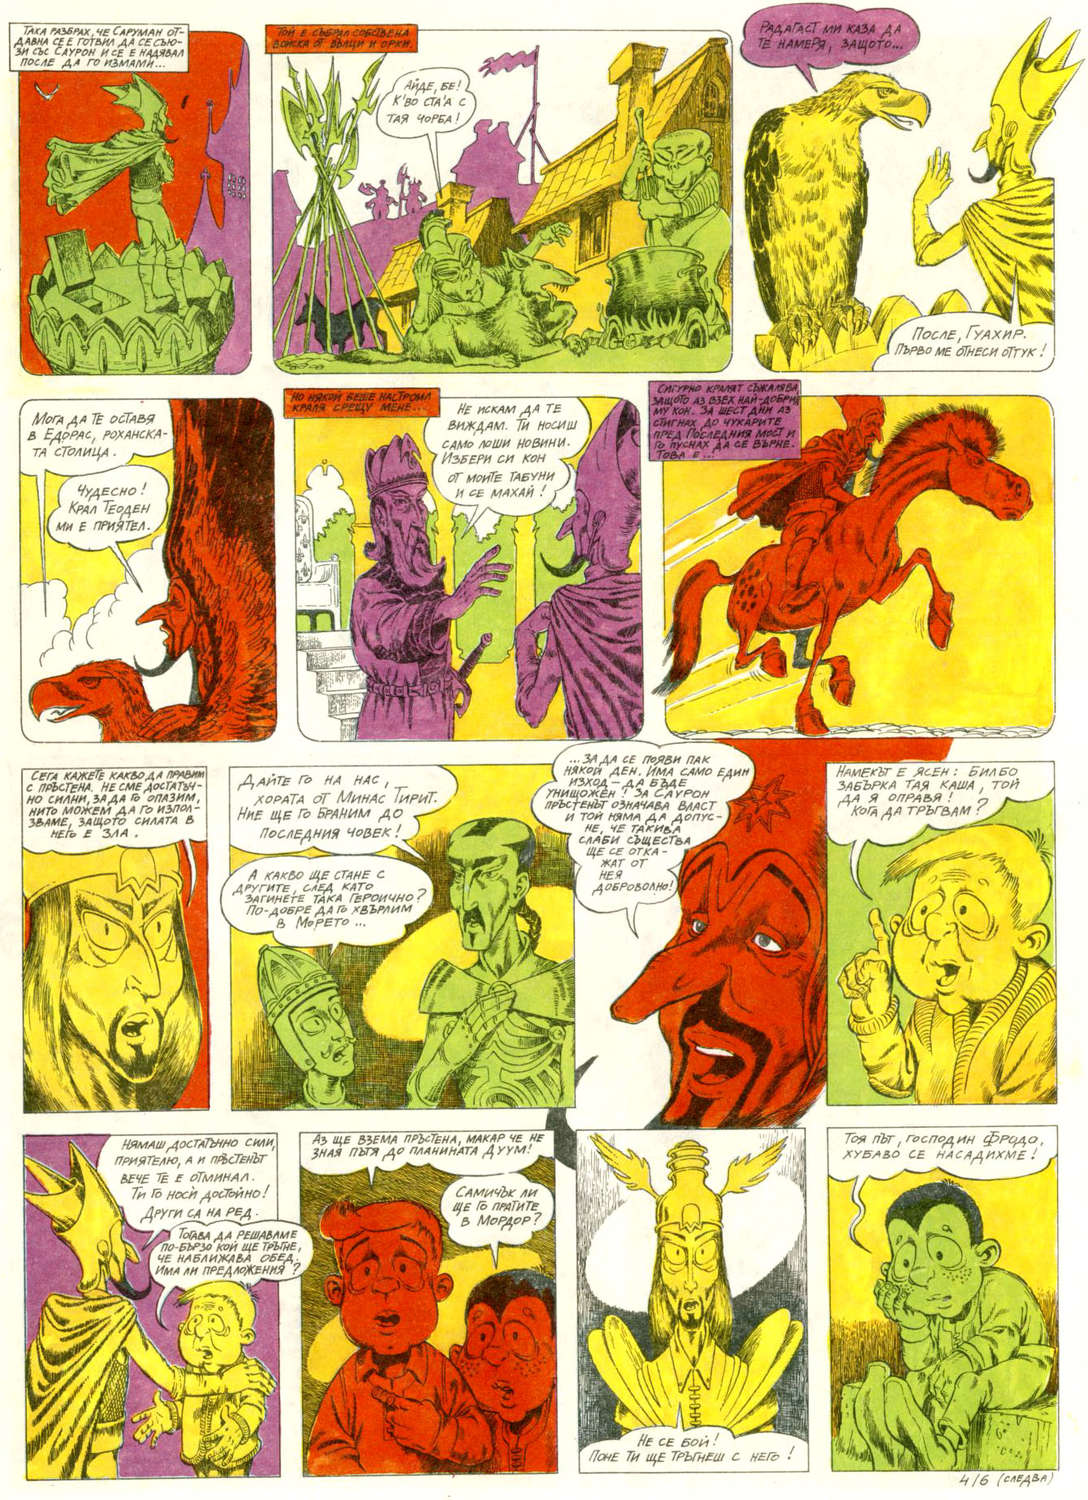 ТАКА РАЗБРАХ, ЧЕ САРУМАН ОТ-
ДАВНА СЕ Е ГОТВИЛ ДА СЕ СЪЮ-
ЗИ СЪС САУРОН И СЕ Е НАДЯВАЛ
ПОСЛЕ ДА ГО ИЗМАМИ...
ТОЙ Е СЪБРАЛ СОБСТВЕНА
ВОЙСКА ОТ ВЪЛЦИ И ОРКИ.
АЙДЕ, БЕ!
К'ВО СТА'А С
ТАЯ ЧОРБА!
РАДАГАСТ МИ КАЗА ДА
ТЕ НАМЕРЯ, ЗАЩОТО...
ПОСЛЕ, ГУАХИР.
ПЪРВО МЕ ОТНЕСИ ОТТУК!
МОГА ДА ТЕ ОСТАВЯ
В ЕДОРАС, РОХАНСКА-
ТА СТОЛИЦА.
ЧУДЕСНО!
КРАЛ ТЕОДЕН
МИ Е ПРИЯТЕЛ.
НО НЯКОЙ БЕШЕ НАСТРОИЛ
КРАЛЯ СРЕЩУ МЕНЕ...
НЕ ИСКАМ ДА ТЕ
ВИЖДАМ. ТИ НОСИШ
САМО ЛОШИ НОВИНИ.
ИЗБЕРИ СИ КОН
ОТ МОИТЕ ТАБУНИ
И СЕ МАХАЙ!
СИГУРНО КРАЛЯТ СЪЖАЛЯВА,
ЗАЩОТО АЗ ВЗЕХ НАЙ-ДОБРИЯ
МУ КОН. ЗА ШЕСТ ДНИ АЗ
СТИГНАХ ДО ЧУКАРИТЕ
ПРЕД ПОСЛЕДНИЯ МОСТ И
ГО ПУСНАХ ДА СЕ ВЪРНЕ.
ТОВА Е...!
СЕГА КАЖЕТЕ КАКВО ДА ПРАВИМ
С ПРЪСТЕНА. НЕ СМЕ ДОСТАТЪЧ-
НО СИЛНИ, ЗА ДА ГО ОПАЗИМ,
НИТО МОЖЕМ ДА ГО ИЗПОЛ-
ЗВАМЕ, ЗАЩОТО СИЛАТА В
НЕГО Е ЗЛА.
ДАЙТЕ ГО НА НАС,
ХОРАТА ОТ МИНАС ТИРИТ.
НИЕ ЩЕ ГО БРАНИМ ДО
ПОСЛЕДНИЯ ЧОВЕК!
А КАКВО ЩЕ СТАНЕ С
ДРУГИТЕ, СЛЕД КАТО
ЗАГИНЕТЕ ТАКА ГЕРОИЧНО?
ПО-ДОБРЕ ДА ГО ХВЪРЛИМ
В МОРЕТО...
...ЗА ДА СЕ ПОЯВИ ПАК
НЯКОЙ ДЕН. ИМА САМО ЕДИН
ИЗХОД — ДА БЪДЕ
УНИЩОЖЕН! ЗА САУРОН
ПРЪСТЕНЪТ ОЗНАЧАВА ВЛАСТ
И ТОЙ НЯМА ДА ДОПУС-
НЕ, ЧЕ ТАКИВА
СЛАБИ СЪЩЕСТВА
ЩЕ СЕ ОТКА-
ЖАТ ОТ
НЕЯ
ДОБРОВОЛНО!
НАМЕКЪТ Е ЯСЕН: БИЛБО
ЗАБЪРКА ТАЯ КАША, ТОЙ
ДА Я ОПРАВЯ!
КОГА ДА ТРЪГВАМ?
НЯМАШ ДОСТАТЪЧНО СИЛИ,
ПРИЯТЕЛЮ, А И ПРЪСТЕНЪТ
ВЕЧЕ ТЕ Е ОТМИНАЛ.
ТИ ГО НОСИ ДОСТОЙНО!
ДРУГИ СА НА РЕД.
ТОГАВА ДА РЕШАВАМЕ
ПО-БЪРЗО КОЙ ЩЕ ТРЪГНЕ,
ЧЕ НАБЛИЖАВА ОБЕД.
ИМА ЛИ ПРЕДЛОЖЕНИЯ?
АЗ ЩЕ ВЗЕМА ПРЪСТЕНА, МАКАР ЧЕ НЕ
ЗНАЯ ПЪТЯ ДО ПЛАНИНАТА ДУУМ!
САМИЧЪК ЛИ
ЩЕ ГО ПРАТИТЕ
В МОРДОР?
НЕ СЕ БОЙ!
ПОНЕ ТИ ЩЕ ТРЪГНЕШ С НЕГО!
ТОЯ ПЪТ, ГОСПОДИН ФРОДО,
ХУБАВО СЕ НАСАДИХМЕ!
4/6 (СЛЕДВА)